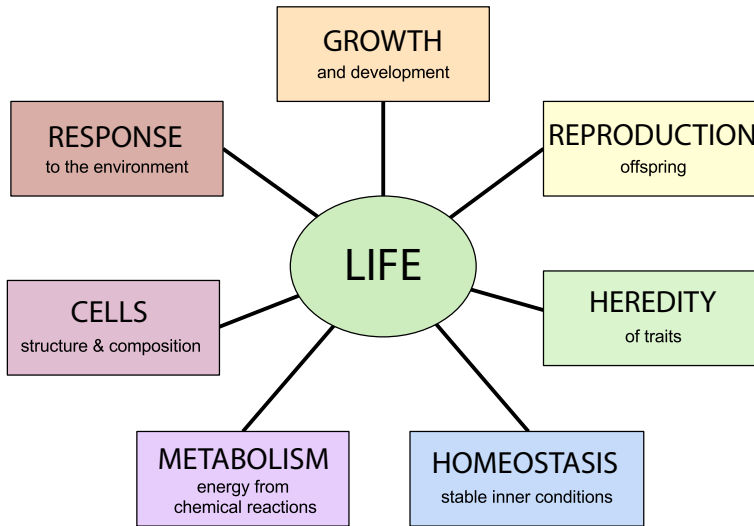 GROWTH
and development
RESPONSE
to the environment
REPRODUCTION
offspring
LIFE
CELLS
structure & composition
HEREDITY
of traits
METABOLISM
energy from
chemical reactions
HOMEOSTASIS
stable inner conditions